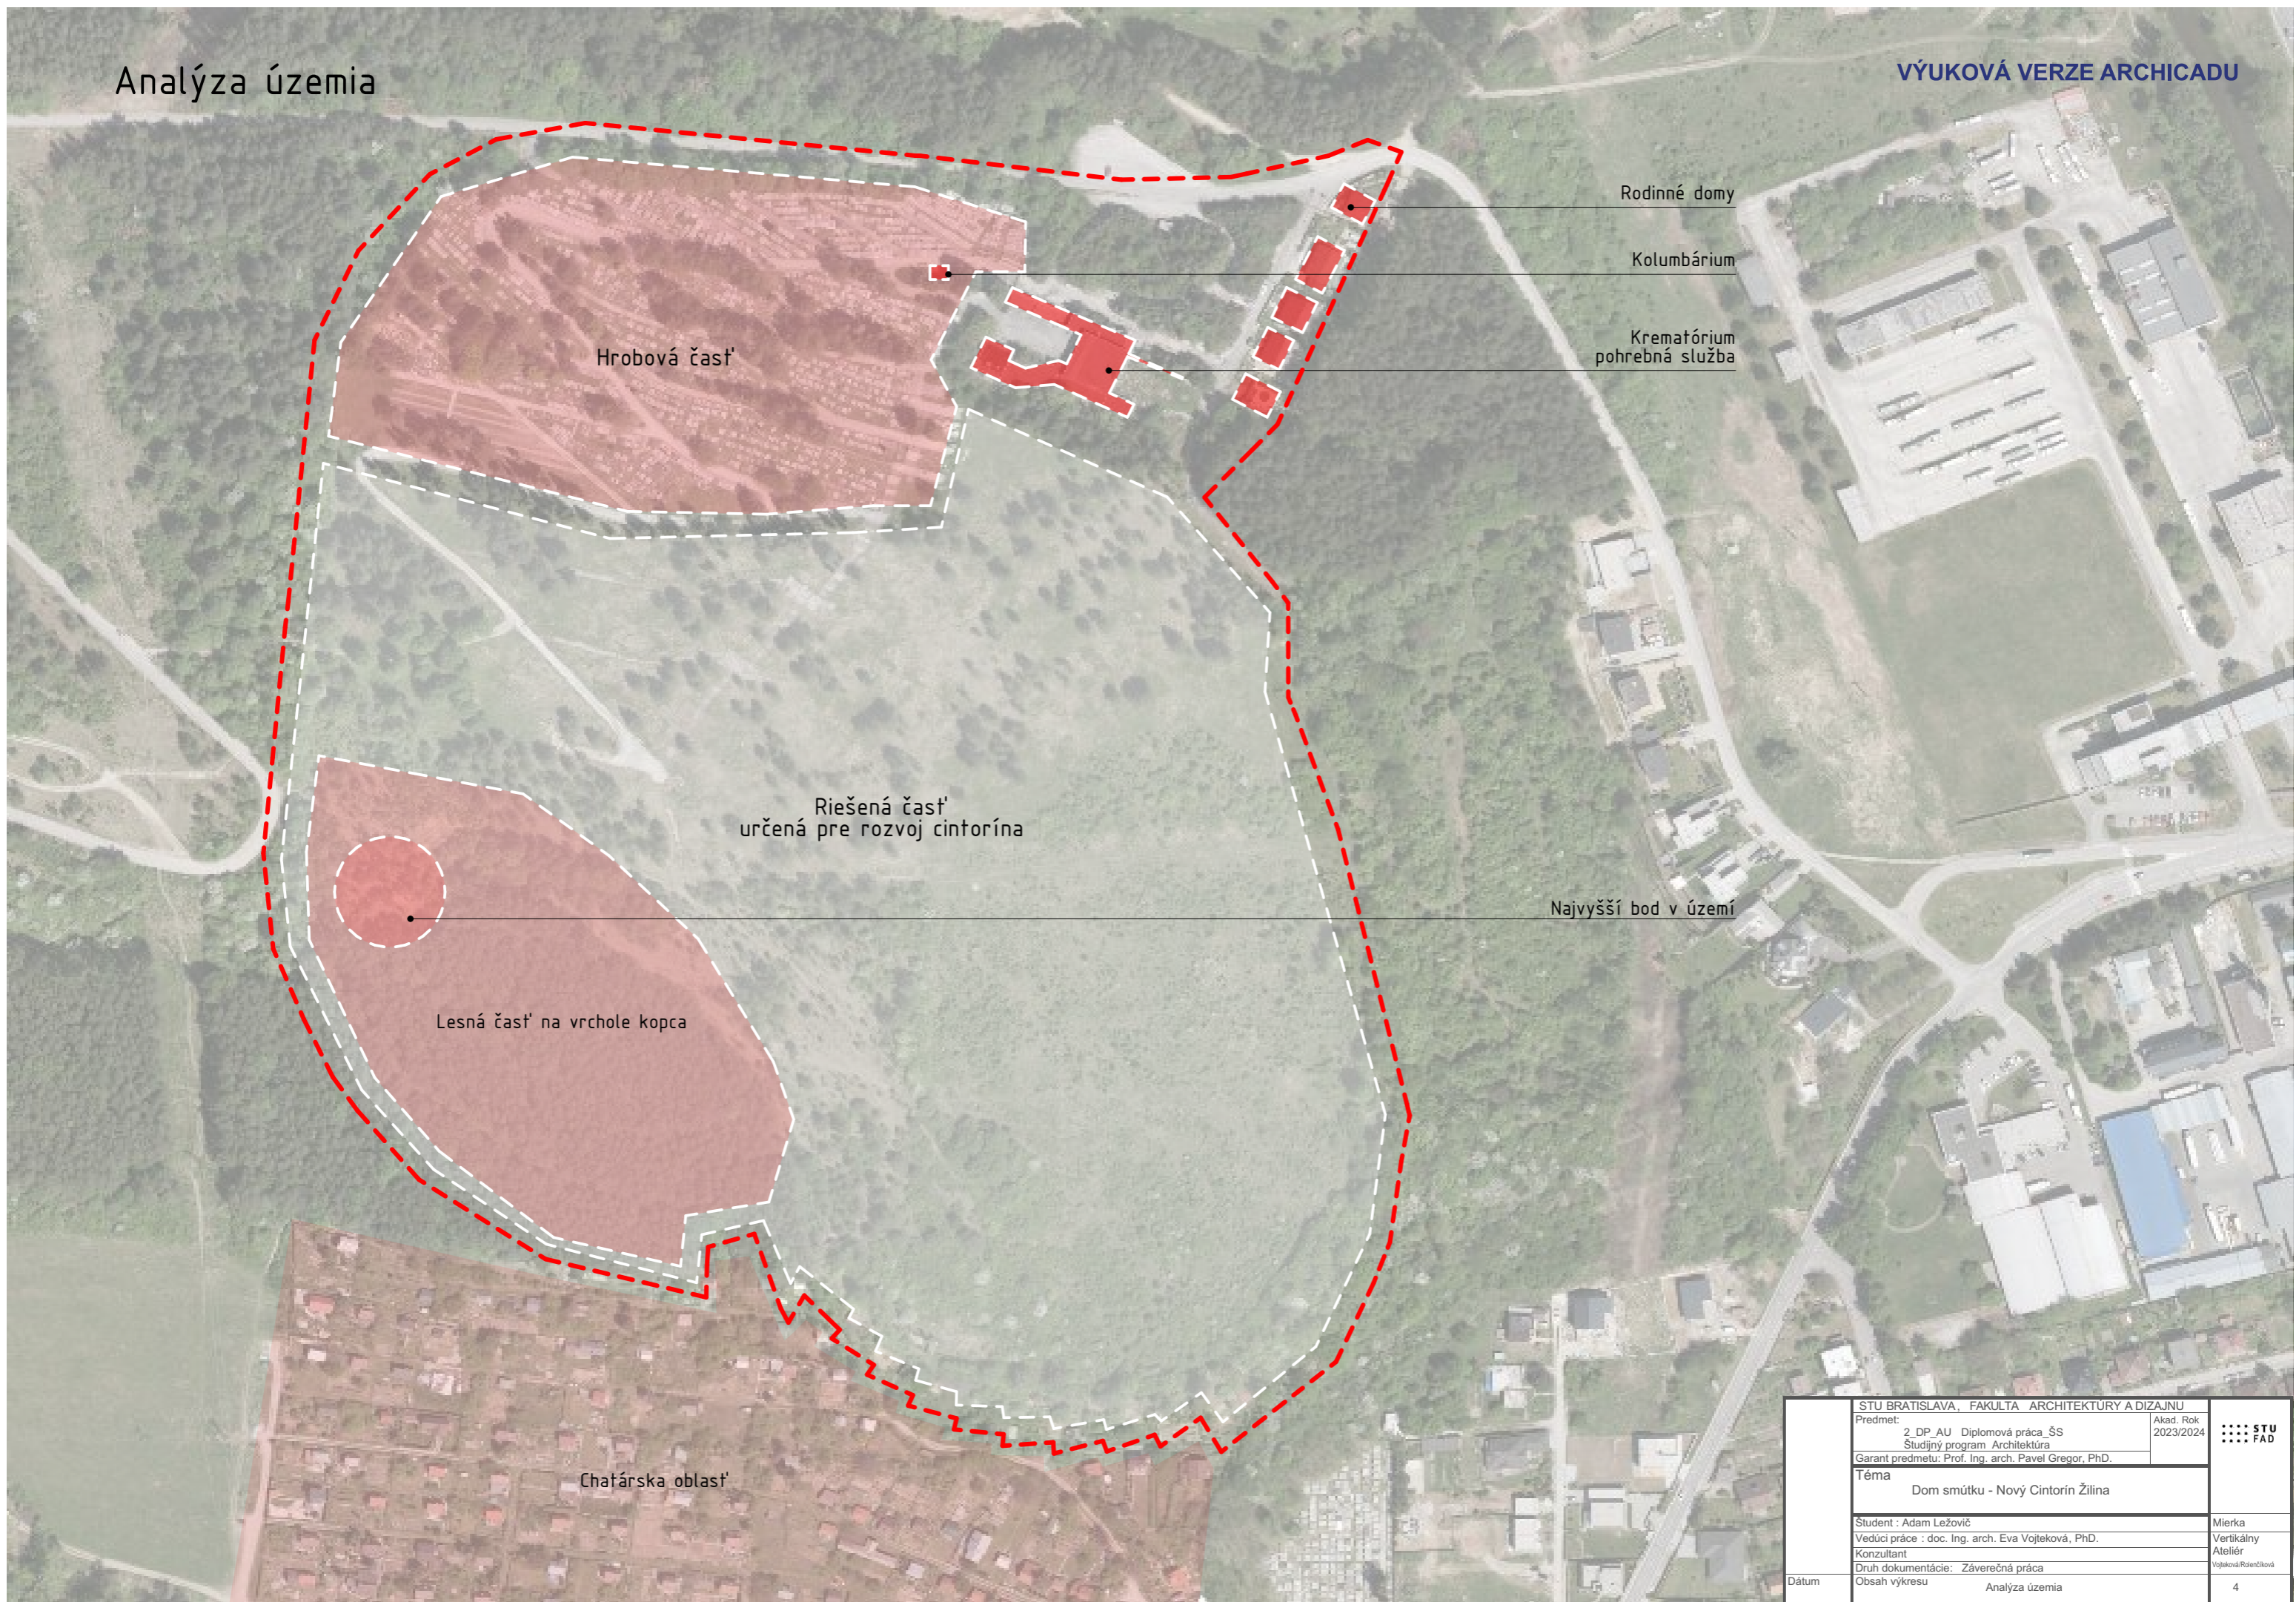 Analýza územia
VÝUKOVÁ VERZE ARCHICADU
Rodinné domy
Kolumbárium
Krematórium
pohrebná služba
Hrobová časť
Riešená časť
určená pre rozvoj cintorína
Najvyšší bod v území
Lesná časť na vrchole kopca
Chatárska oblasť
STU BRATISLAVA, FAKULTA ARCHITEKTÚRY A DIZAJNU
Predmet:
2_DP_AU Diplomová práca_ŠS
Študijný program Architektúra
Garant predmetu: Prof. Ing. arch. Pavel Gregor, PhD.
Akad. Rok
2023/2024
STU
FAD
Téma
Dom smútku - Nový Cintorín Žilina
Študent : Adam Ležovič
Vedúci práce : doc. Ing. arch. Eva Vojteková, PhD.
Konzultant
Druh dokumentácie: Záverečná práca
Mierka
Vertikálny
Ateliér
Vojteková/Rolenčíková
Dátum
Obsah výkresu
Analýza územia
4